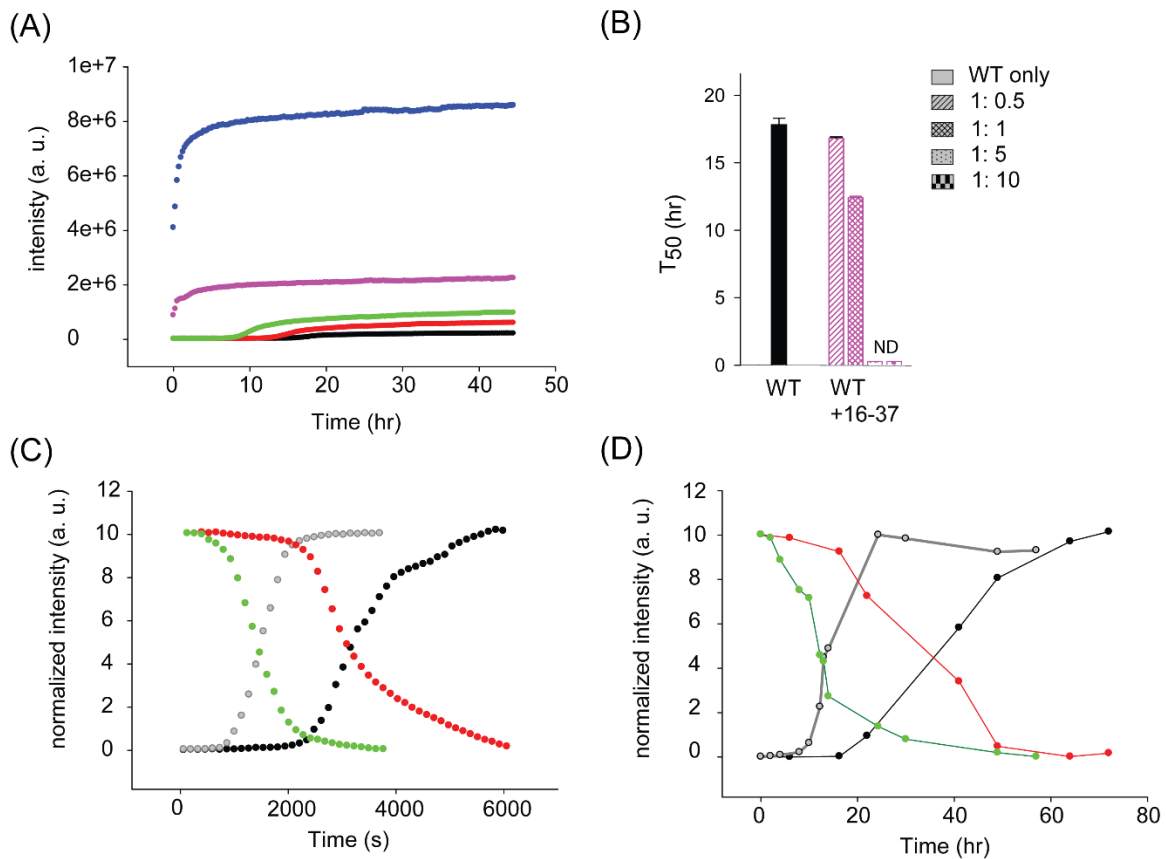 (A)
1e+7
8e+6
6e+6
4e+6
2e+6
0
intenisty (a. u.)
0 10 20 30 40 50
Time (hr)
(B)
20
15
10
5
0
T50 (hr)
ND
WT WT
+16-37
WT only
1: 0.5
1: 1
1: 5
1: 10
(C)
12
10
8
6
4
2
0
normalized intensity (a. u.)
0 2000 4000 6000
Time (s)
(D)
12
10
8
6
4
2
0
normalized intensity (a. u.)
0 20 40 60 80
Time (hr)